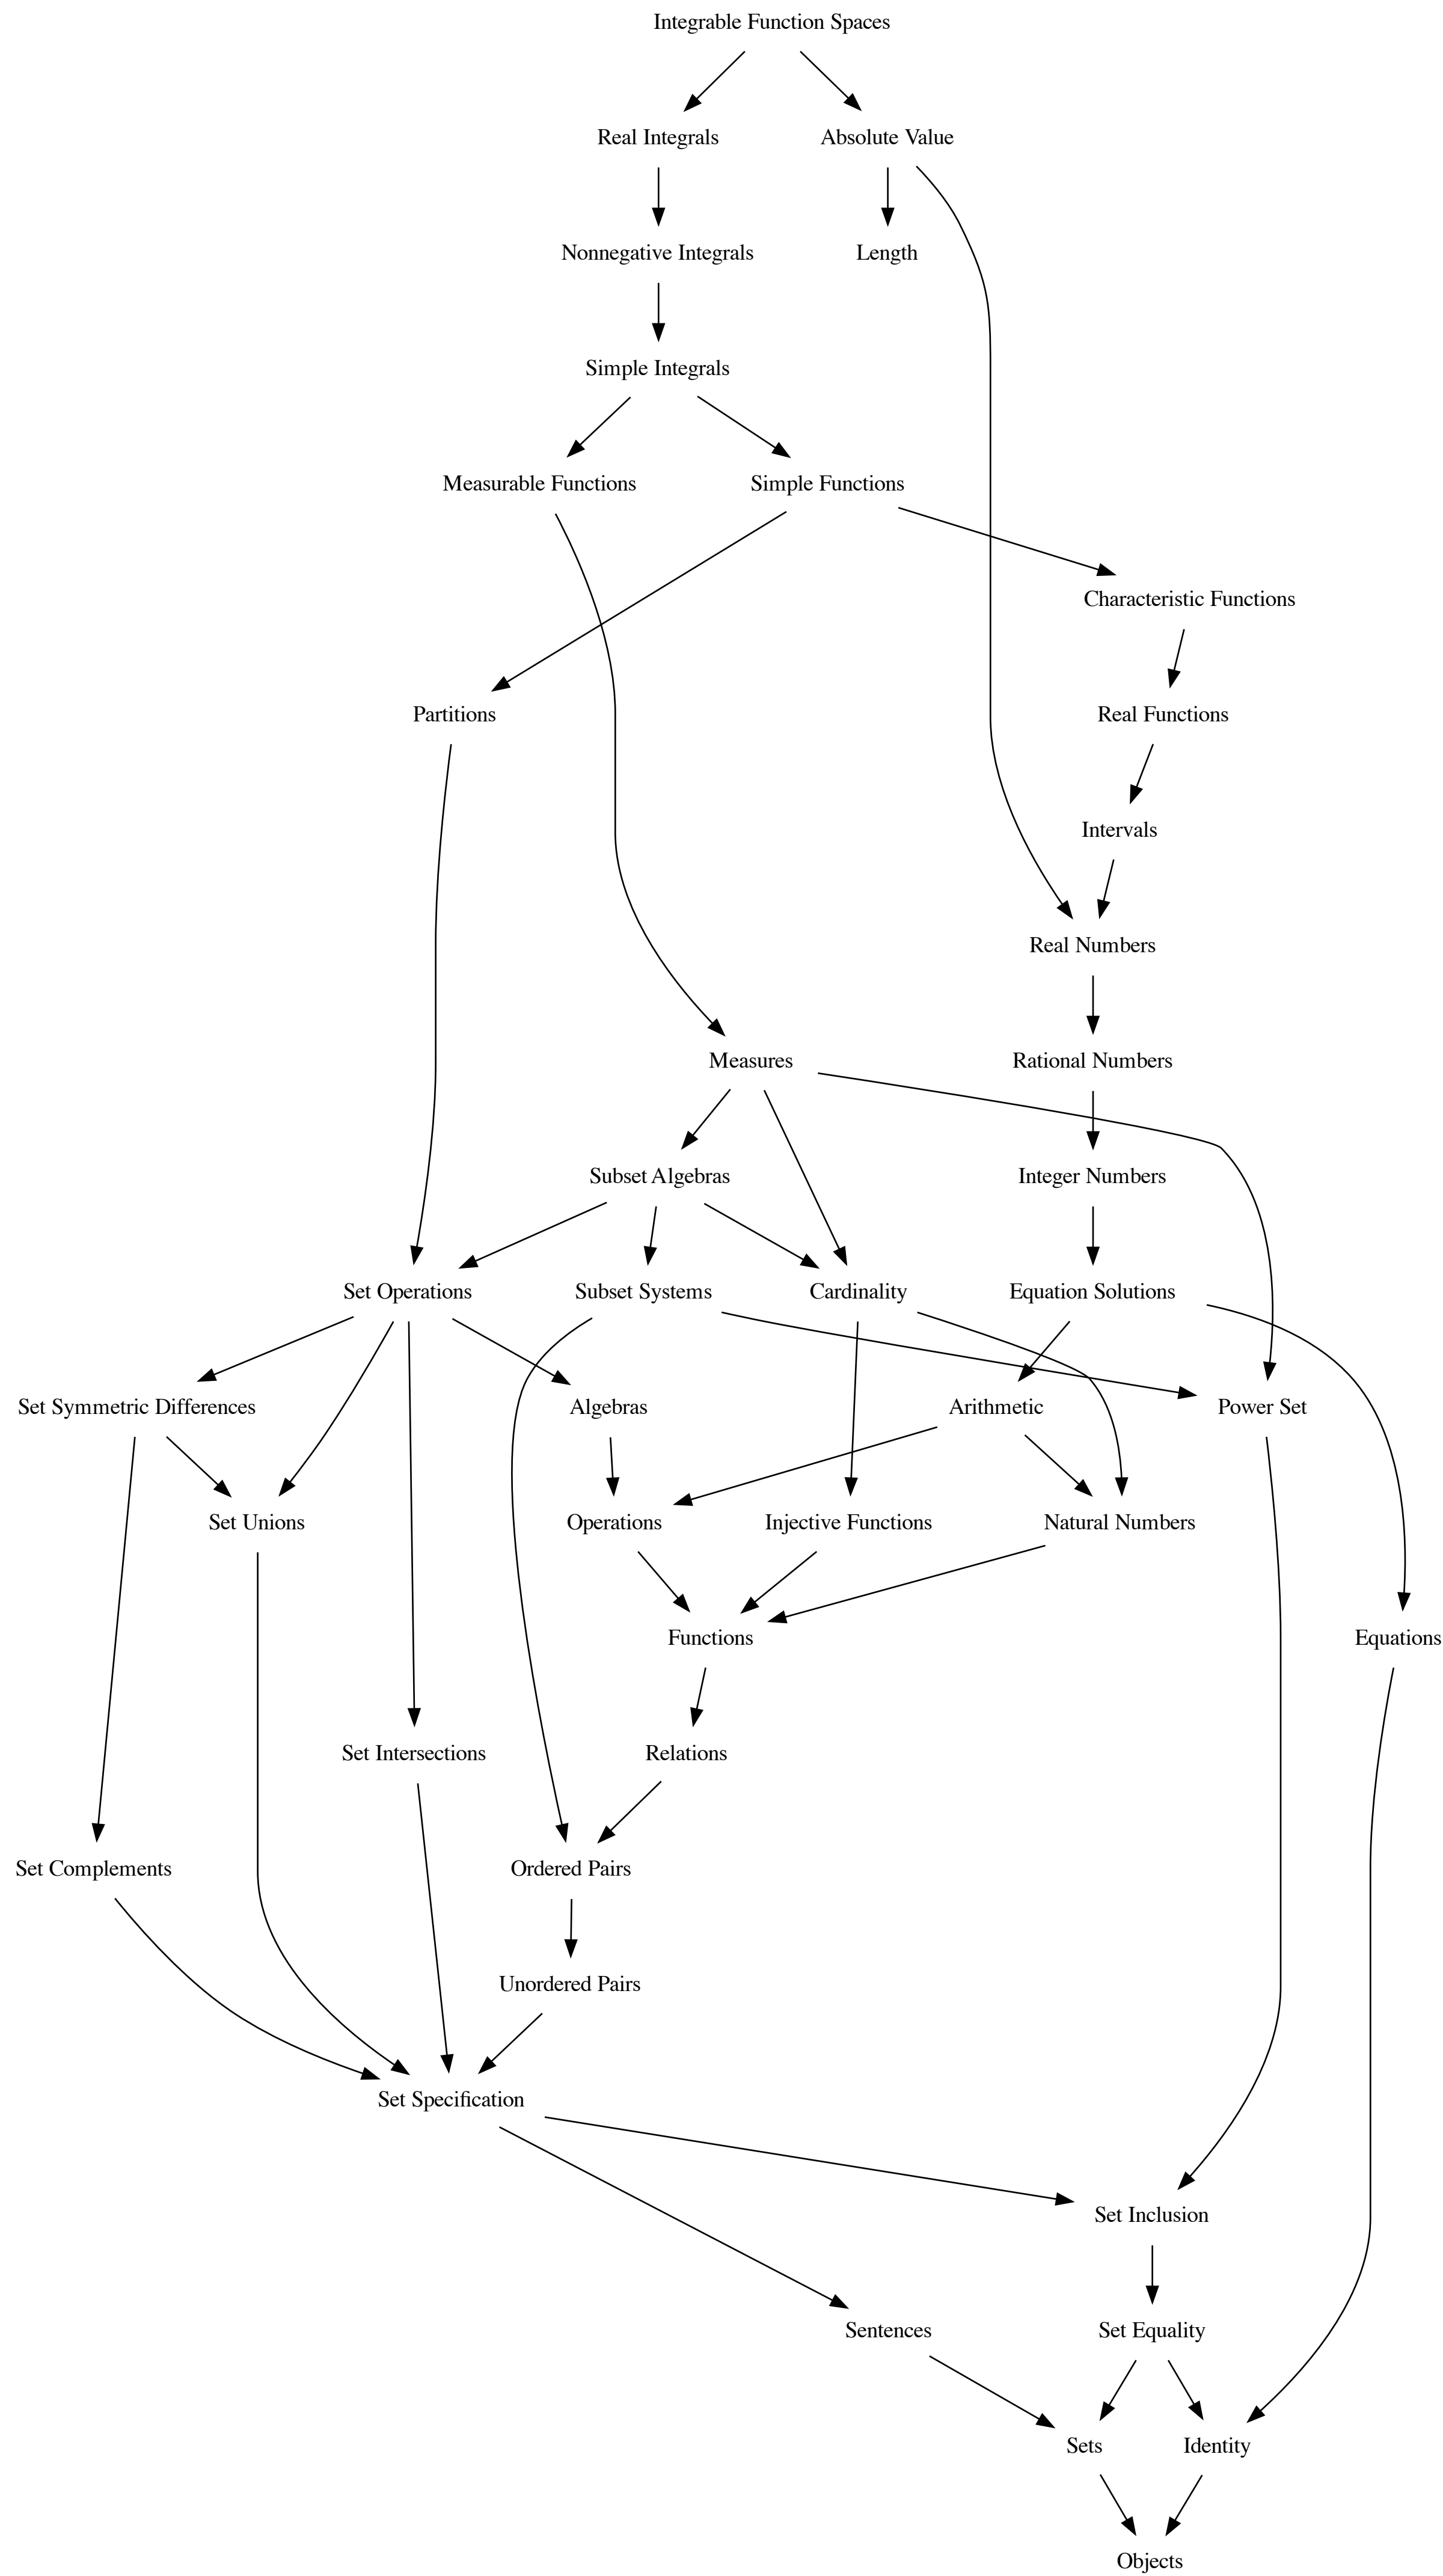 Integrable Function Spaces
Real Integrals
Absolute Value
Nonnegative Integrals
Length
Simple Integrals
Measurable Functions
Simple Functions
Characteristic Functions
Partitions
Real Functions
Intervals
Real Numbers
Measures
Rational Numbers
Subset Algebras
Integer Numbers
Set Operations
Subset Systems
Cardinality
Equation Solutions
Set Symmetric Differences
Algebras
Arithmetic
Power Set
Set Unions
Operations
Injective Functions
Natural Numbers
Functions
Equations
Set Intersections
Relations
Set Complements
Ordered Pairs
Unordered Pairs
Set Specification
Set Inclusion
Sentences
Set Equality
Sets
Identity
Objects